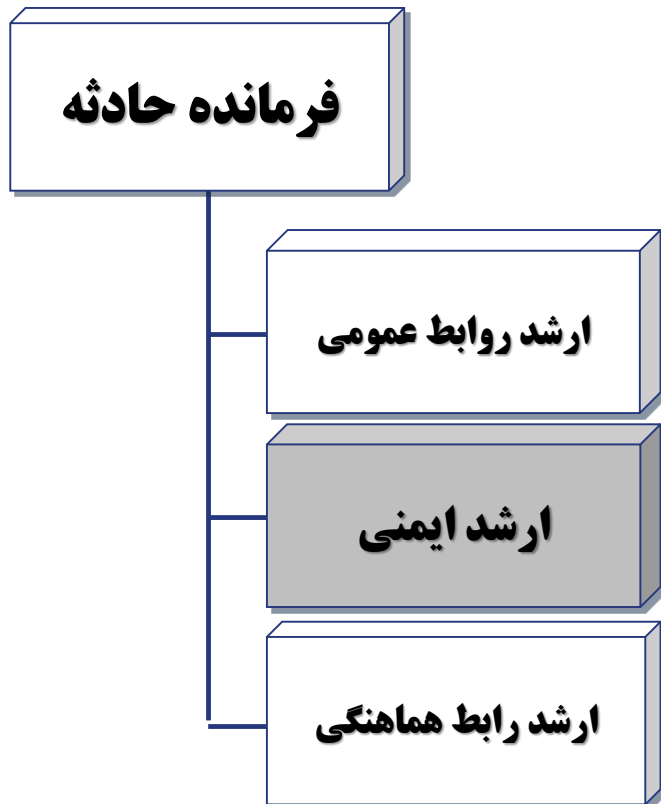 فرمانده حادثه
ارشد روابط عمومی
ارشد ایمنی
ارشد رابط هماهنگی